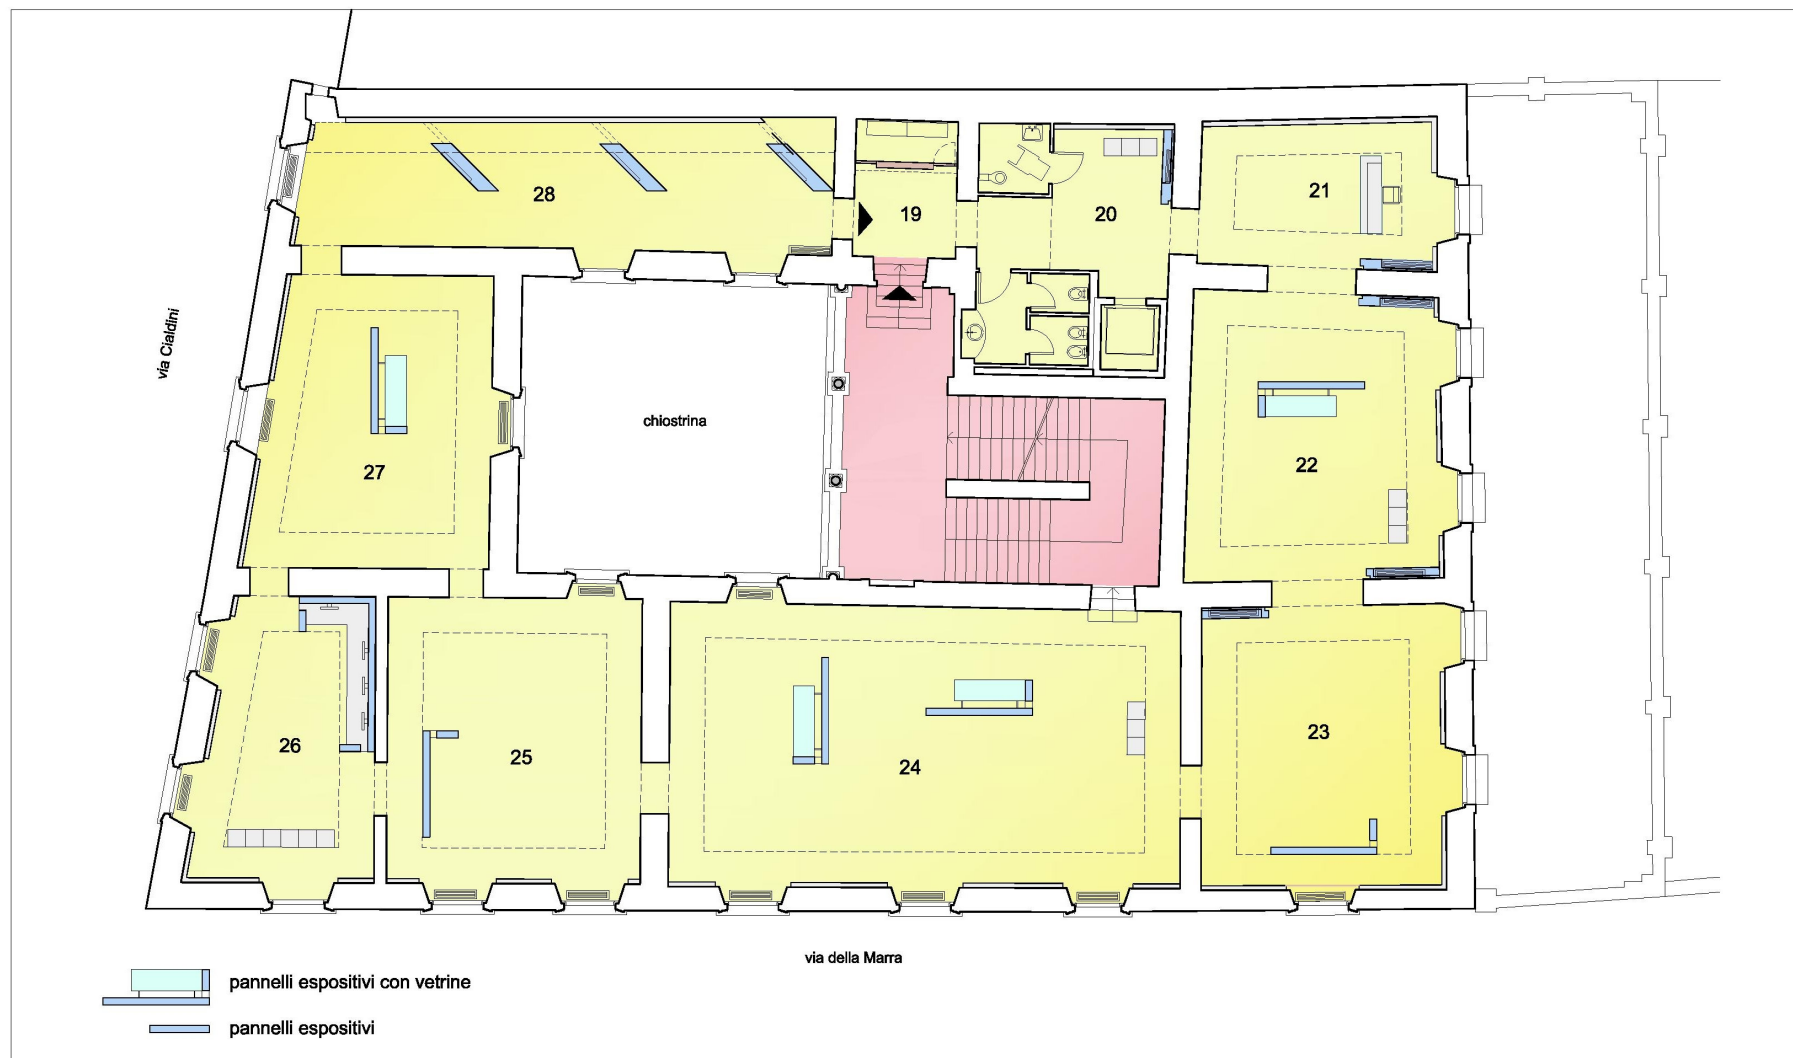 28
19
20
21
via Cialdini
chiostrina
27
22
26
25
24
23
via della Marra
pannelli espositivi con vetrine
pannelli espositivi